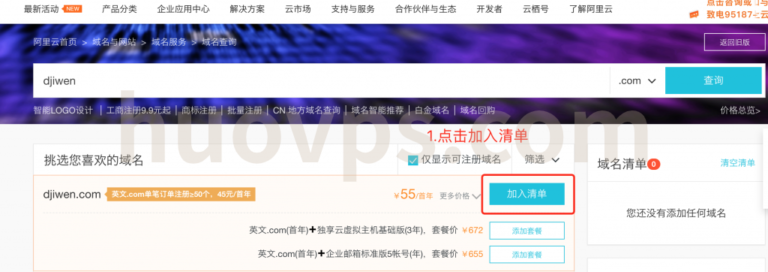 最新活动 NEW 产品分类 企业应用中心 解决方案 云市场 支持与服务 合作伙伴与生态 开发者 云栖号 了解阿里云
致电95187-云
阿里云首页 > 域名与网站 > 域名服务 > 域名查询 返回旧版
djiwen .com 查询
智能LOGO设计 | 工商注册9.9元起 | 商标注册 | 批量注册 | CN 地方域名查询 | 域名智能推荐 | 白金域名 | 域名回购 价格总览>
huovps.com
1.点击加入清单
挑选您喜欢的域名 仅显示可注册域名 筛选 域名清单 0 清空清单
djiwen.com 英文.com单笔订单注册≥50个，45元/首年 ¥55/首年 更多价格 加入清单
您还没有添加任何域名
英文.com(首年)+独享云虚拟主机基础版(3年)，套餐价 ¥672 添加套餐
英文.com(首年)+企业邮箱标准版5帐号(年)，套餐价 ¥655 添加套餐